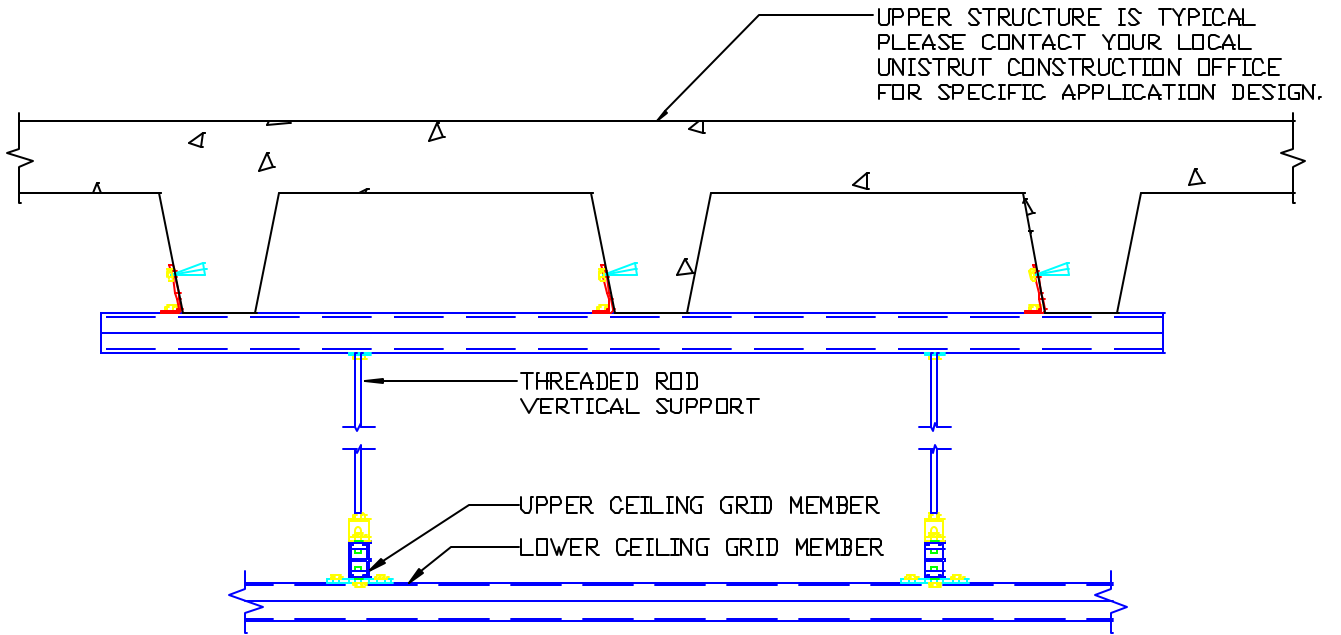 UPPER STRUCTURE IS TYPICAL
PLEASE CONTACT YOUR LOCAL
UNISTRUT CONSTRUCTION OFFICE
FOR SPECIFIC APPLICATION DESIGN.
THREADED ROD
VERTICAL SUPPORT
UPPER CEILING GRID MEMBER
LOWER CEILING GRID MEMBER